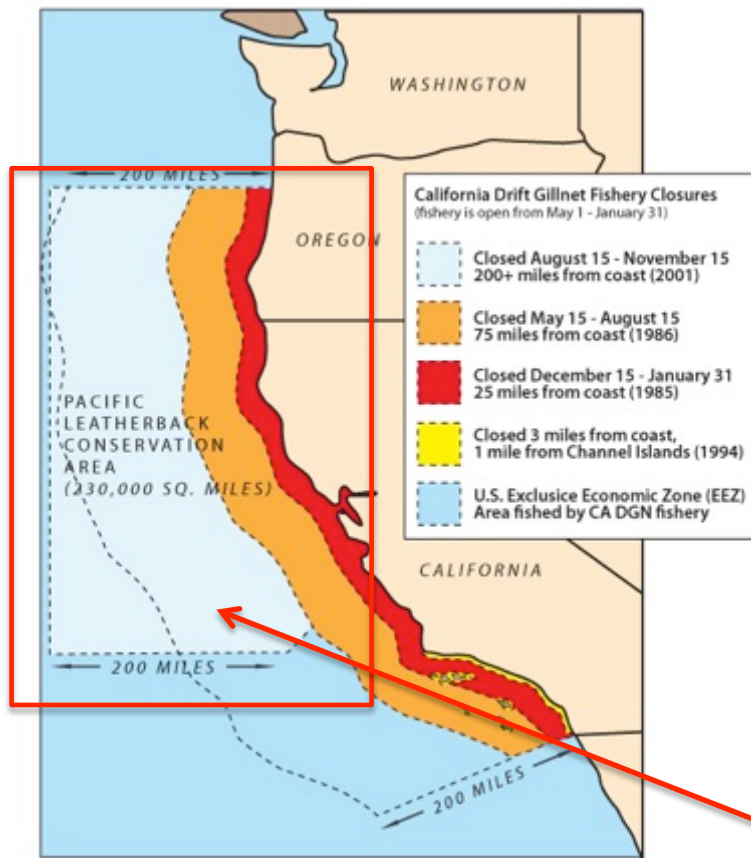 WASHINGTON
200 MILES
OREGON
California Drift Gillnet Fishery Closures
(fishery is open from May 1 - January 31)
Closed August 15 - November 15
200+ miles from coast (2001)
Closed May 15 - August 15
75 miles from coast (1986)
Closed December 15 - January 31
25 miles from coast (1985)
Closed 3 miles from coast,
1 mile from Channel Islands (1994)
U.S. Exclusice Economic Zone (EEZ)
Area fished by CA DGN fishery
PACIFIC
LEATHERBACK
CONSERVATION
AREA
(230,000 SQ. MILES)
CALIFORNIA
200 MILES
200 MILES